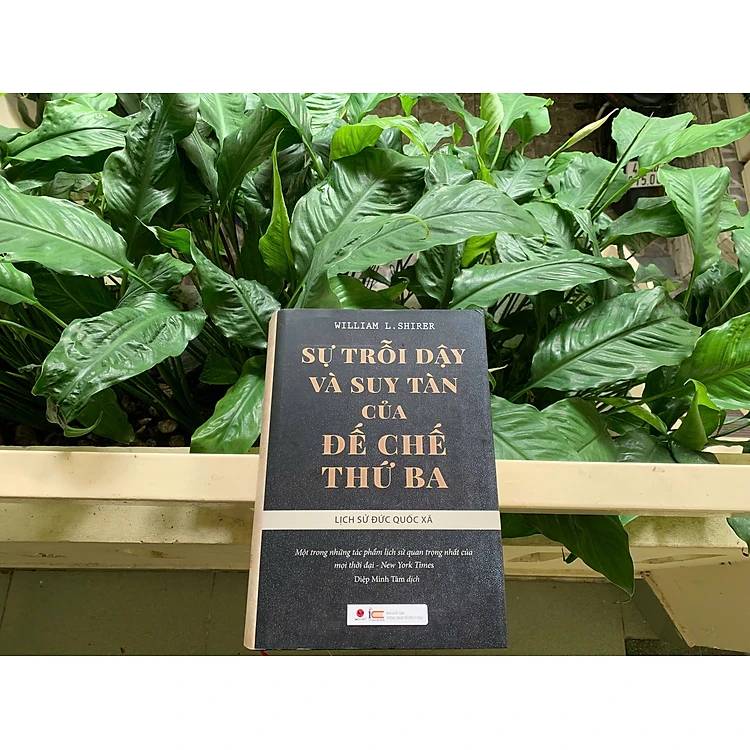 WILLIAM L. SHIRER
SỰ TRỖI DẬY
VÀ SUY TÀN
CỦA
ĐẾ CHẾ
THỨ BA
LỊCH SỬ ĐỨC QUỐC XÃ
Một trong những tác phẩm lịch sử quan trọng nhất của
mọi thời đại - New York Times
Diệp Minh Tâm dịch